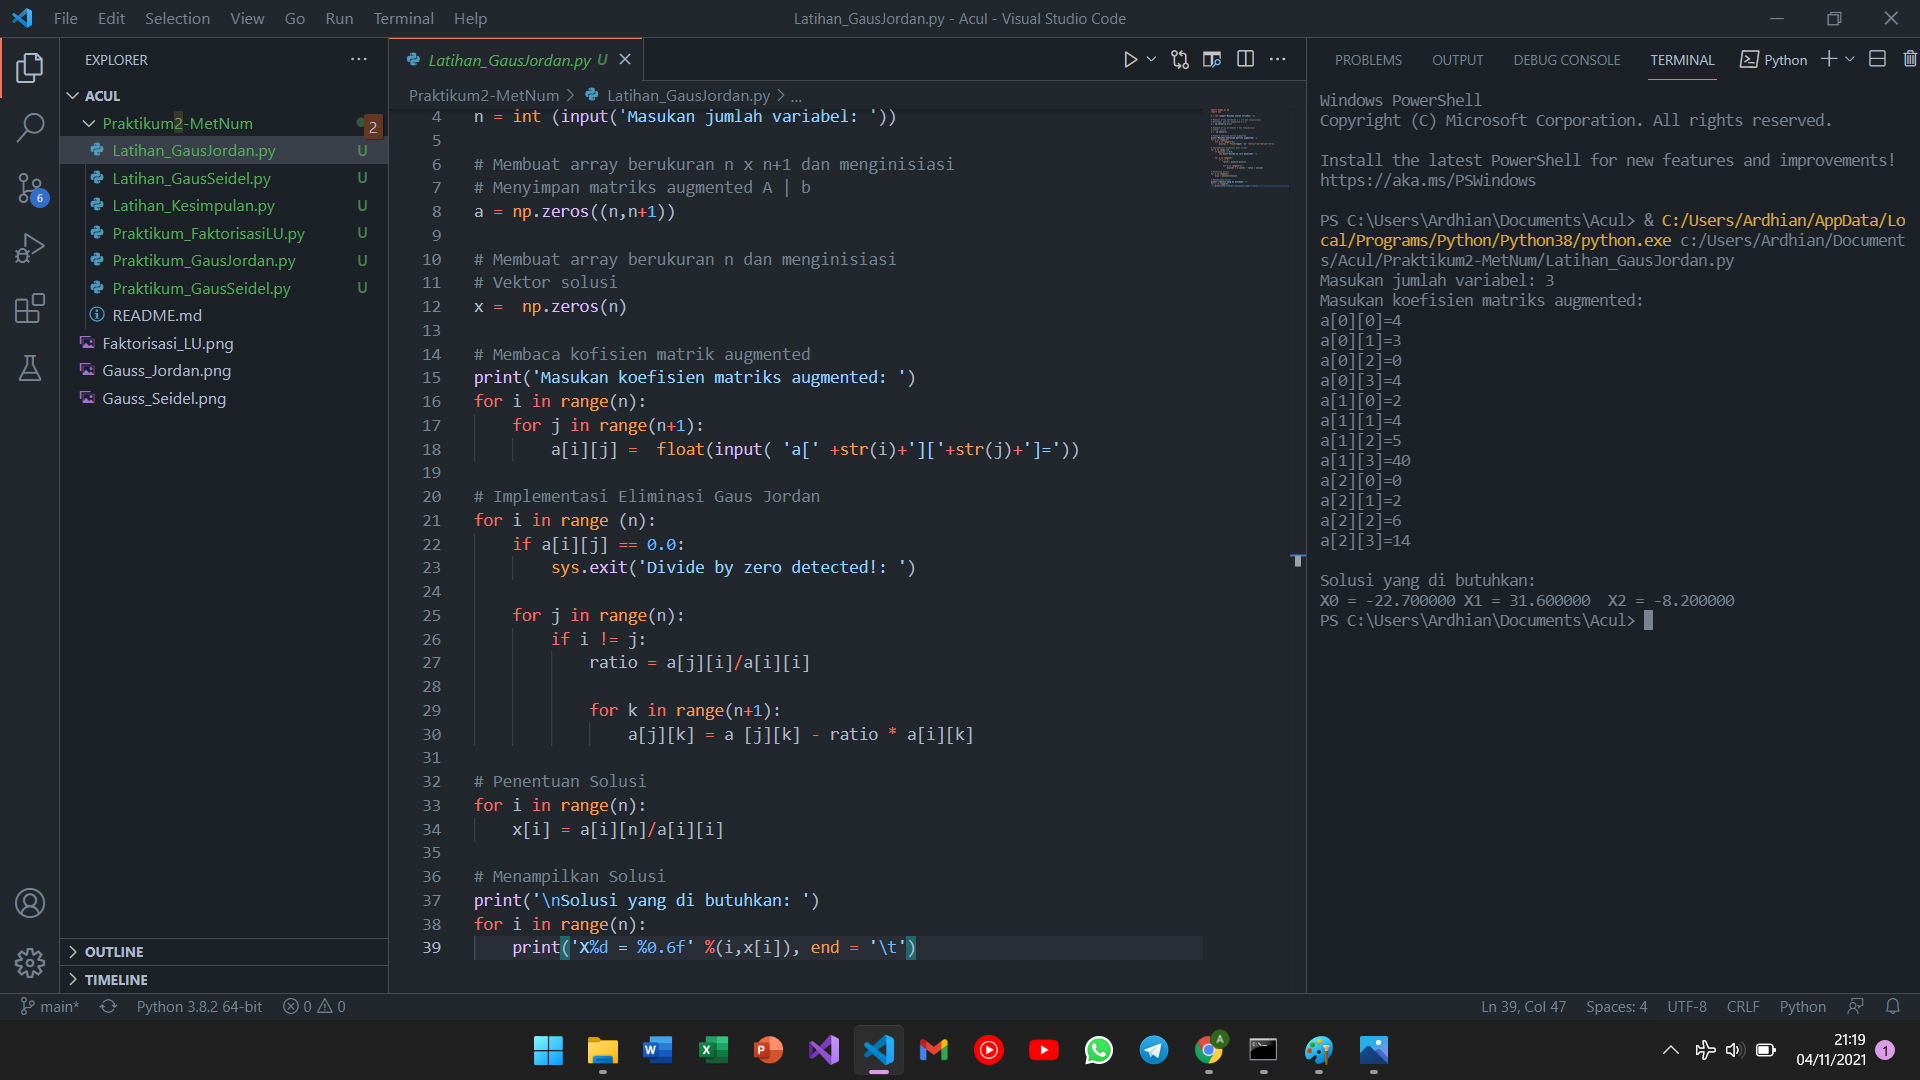 File Edit Selection View Go Run Terminal Help
Latihan_GausJordan.py - Acul - Visual Studio Code
EXPLORER
ACUL
Praktikum2-MetNum
2
Latihan_GausJordan.py U
Latihan_GausSeidel.py U
Latihan_Kesimpulan.py U
Praktikum_FaktorisasiLU.py U
Praktikum_GausJordan.py U
Praktikum_GausSeidel.py U
README.md
Faktorisasi_LU.png
Gauss_Jordan.png
Gauss_Seidel.png
OUTLINE
TIMELINE
6
Latihan_GausJordan.py U
Praktikum2-MetNum > Latihan_GausJordan.py > ...
4 n = int (input('Masukan jumlah variabel: '))
5
6 # Membuat array berukuran n x n+1 dan menginisiasi
7 # Menyimpan matriks augmented A | b
8 a = np.zeros((n,n+1))
9
10 # Membuat array berukuran n dan menginisiasi
11 # Vektor solusi
12 x =  np.zeros(n)
13
14 # Membaca kofisien matrik augmented
15 print('Masukan koefisien matriks augmented: ')
16 for i in range(n):
17     for j in range(n+1):
18         a[i][j] =  float(input( 'a[' +str(i)+']['+str(j)+']='))
19
20 # Implementasi Eliminasi Gaus Jordan
21 for i in range (n):
22     if a[i][j] == 0.0:
23         sys.exit('Divide by zero detected!: ')
24
25     for j in range(n):
26         if i != j:
27             ratio = a[j][i]/a[i][i]
28
29             for k in range(n+1):
30                 a[j][k] = a [j][k] - ratio * a[i][k]
31
32 # Penentuan Solusi
33 for i in range(n):
34     x[i] = a[i][n]/a[i][i]
35
36 # Menampilkan Solusi
37 print('\nSolusi yang di butuhkan: ')
38 for i in range(n):
39     print('X%d = %0.6f' %(i,x[i]), end = '\t')
PROBLEMS OUTPUT DEBUG CONSOLE TERMINAL Python
Windows PowerShell
Copyright (C) Microsoft Corporation. All rights reserved.
Install the latest PowerShell for new features and improvements!
https://aka.ms/PSWindows
PS C:\Users\Ardhian\Documents\Acul> & C:/Users/Ardhian/AppData/Lo
cal/Programs/Python/Python38/python.exe c:/Users/Ardhian/Document
s/Acul/Praktikum2-MetNum/Latihan_GausJordan.py
Masukan jumlah variabel: 3
Masukan koefisien matriks augmented:
a[0][0]=4
a[0][1]=3
a[0][2]=0
a[0][3]=4
a[1][0]=2
a[1][1]=4
a[1][2]=5
a[1][3]=40
a[2][0]=0
a[2][1]=2
a[2][2]=6
a[2][3]=14
Solusi yang di butuhkan:
X0 = -22.700000 X1 = 31.600000  X2 = -8.200000
PS C:\Users\Ardhian\Documents\Acul>
main* Python 3.8.2 64-bit 0 0
Ln 39, Col 47 Spaces: 4 UTF-8 CRLF Python
21:19
04/11/2021
1